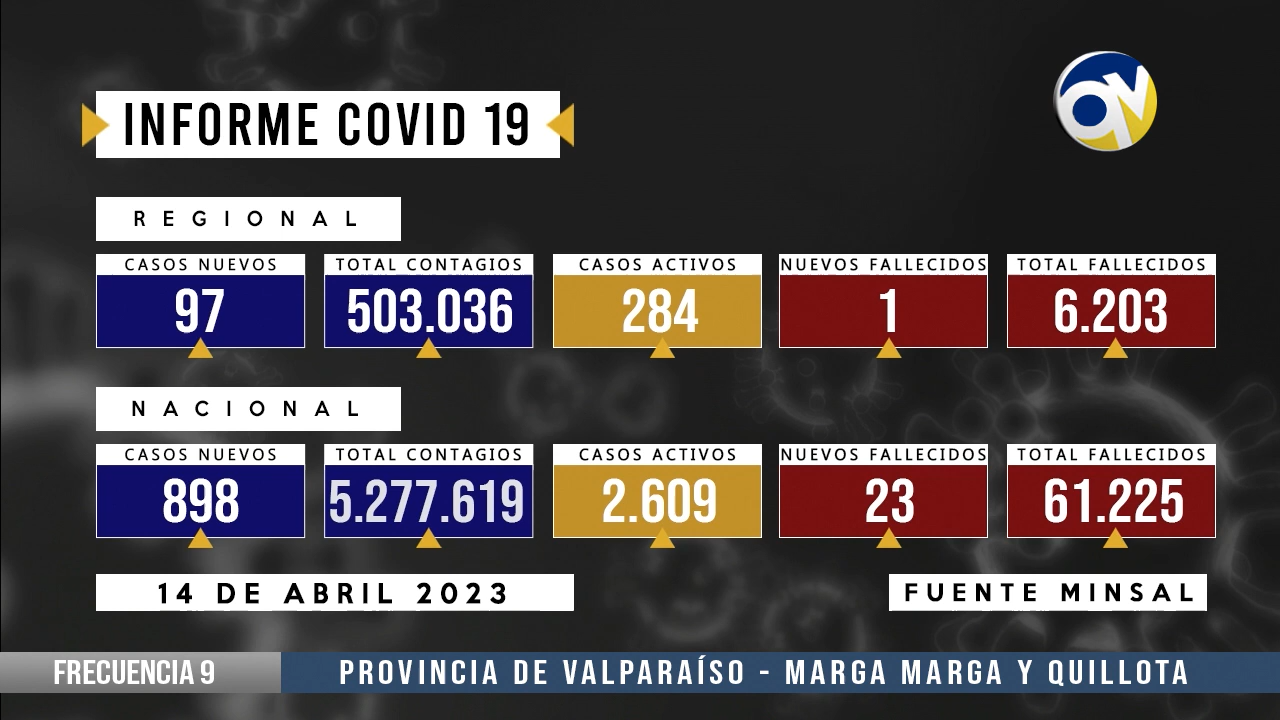 INFORME COVID 19
REGIONAL
CASOS NUEVOS TOTAL CONTAGIOS CASOS ACTIVOS NUEVOS FALLECIDOS TOTAL FALLECIDOS
97 503.036 284 1 6.203
NACIONAL
CASOS NUEVOS TOTAL CONTAGIOS CASOS ACTIVOS NUEVOS FALLECIDOS TOTAL FALLECIDOS
898 5.277.619 2.609 23 61.225
14 DE ABRIL 2023 FUENTE MINSAL
FRECUENCIA 9 PROVINCIA DE VALPARAÍSO - MARGA MARGA Y QUILLOTA